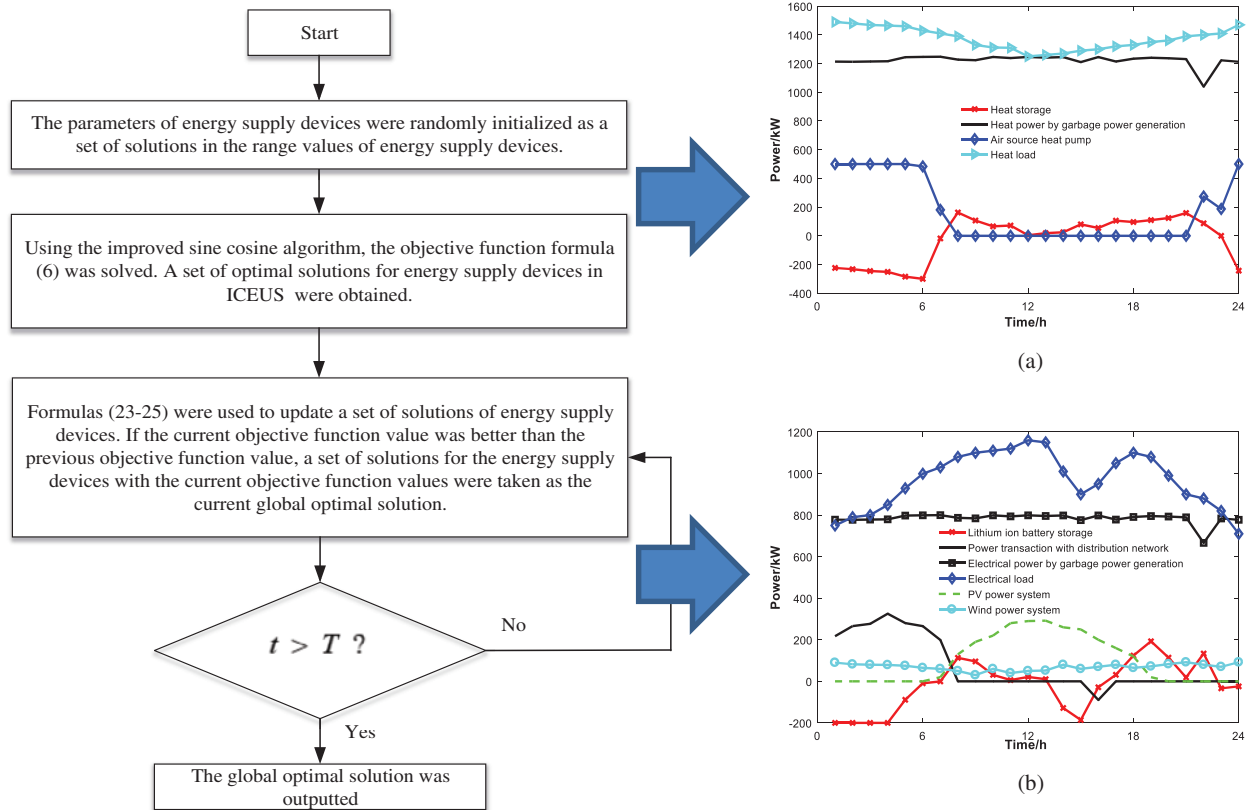 Start
The parameters of energy supply devices were randomly initialized as a
set of solutions in the range values of energy supply devices.
Using the improved sine cosine algorithm, the objective function formula
(6) was solved. A set of optimal solutions for energy supply devices in
ICEUS were obtained.
Formulas (23-25) were used to update a set of solutions of energy supply
devices. If the current objective function value was better than the
previous objective function value, a set of solutions for the energy supply
devices with the current objective function values were taken as the
current global optimal solution.
t > T ?
No
Yes
The global optimal solution was
outputted
1600
1400
1200
1000
800
600
400
200
0
-200
-400
Power/kW
Heat storage
Heat power by garbage power generation
Air source heat pump
Heat load
0 6 12 18 24
Time/h
(a)
1200
1000
800
600
400
200
0
-200
Power/kW
Lithium ion battery storage
Power transaction with distribution network
Electrical power by garbage power generation
Electrical load
PV power system
Wind power system
0 6 12 18 24
Time/h
(b)